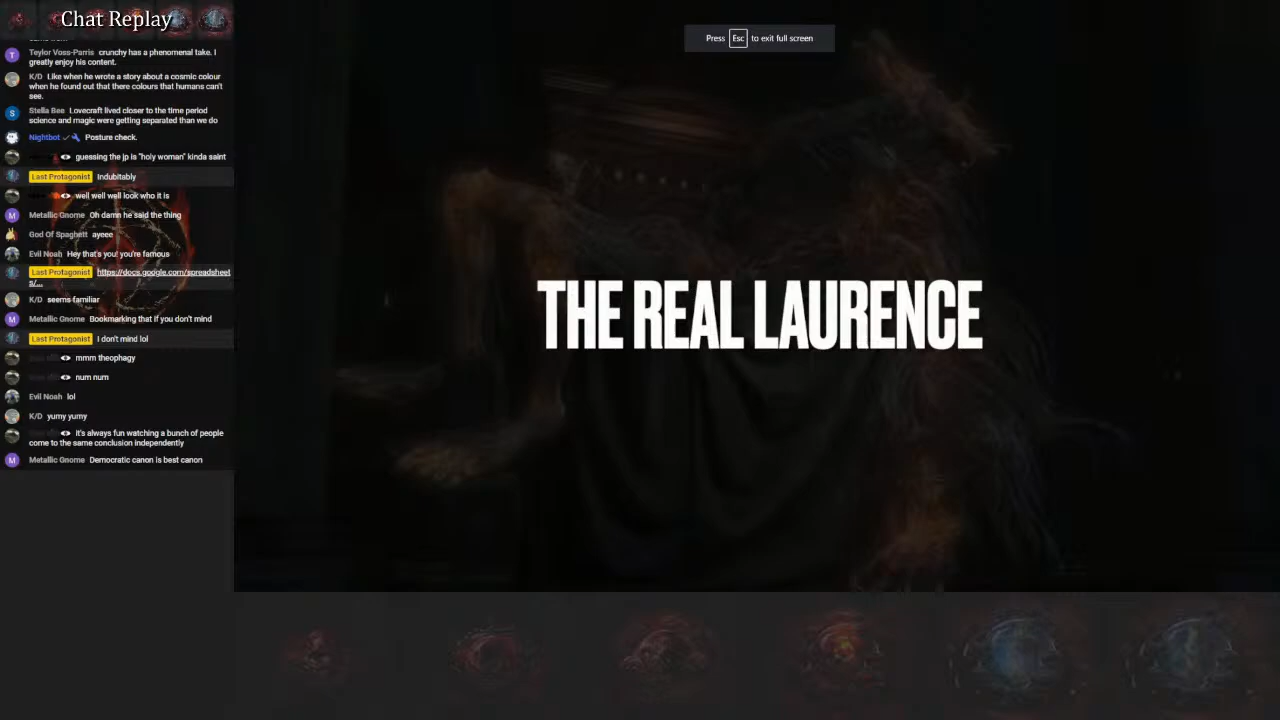 Chat Replay
Press Esc to exit full screen
Teylor Voss-Parris crunchy has a phenomenal take. I
greatly enjoy his content.
K/D Like when he wrote a story about a cosmic colour
when he found out that there colours that humans can't
see.
Stella Bee Lovecraft lived closer to the time period
science and magic were getting separated than we do
Nightbot Posture check.
guessing the jp is "holy woman" kinda saint
Last Protagonist Indubitably
well well well look who it is
Metallic Gnome Oh damn he said the thing
God Of Spaghett ayeee
Evil Noah Hey that's you! you're famous
Last Protagonist https://docs.google.com/spreadsheet
s/...
K/D seems familiar
Metallic Gnome Bookmarking that if you don't mind
Last Protagonist I don't mind lol
mmm theophagy
num num
Evil Noah lol
K/D yumy yumy
It's always fun watching a bunch of people
come to the same conclusion independently
Metallic Gnome Democratic canon is best canon
THE REAL LAURENCE